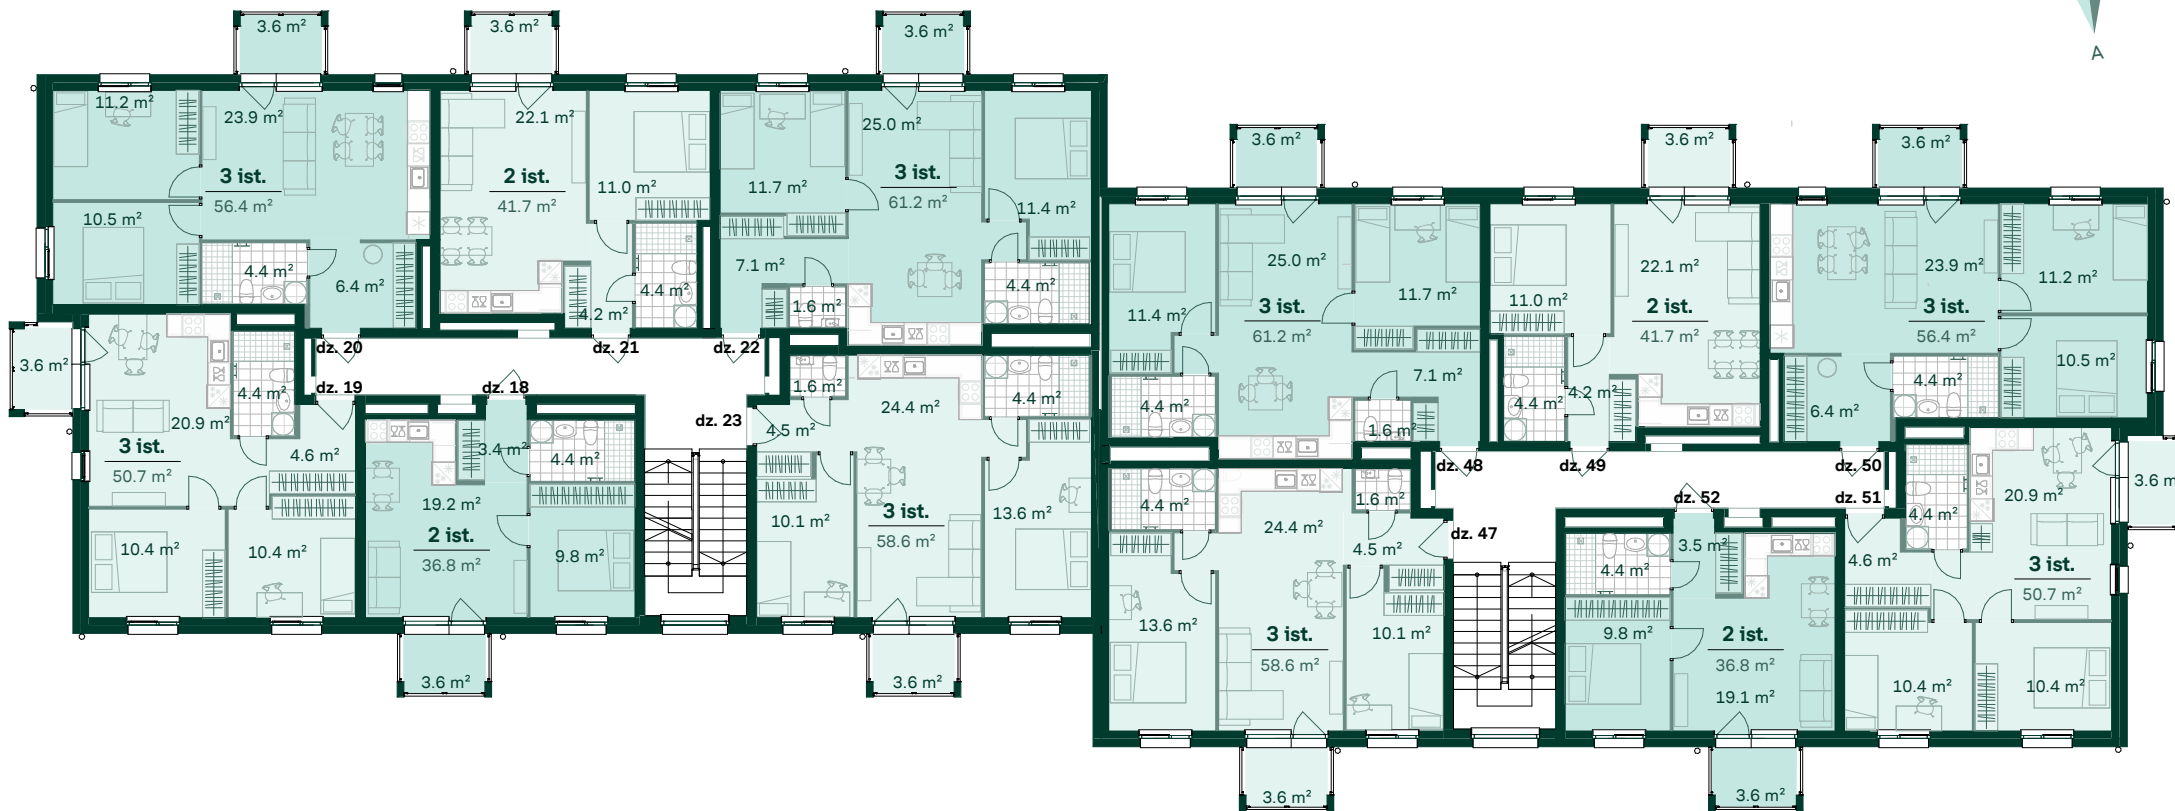 3.6 m²
3.6 m²
3.6 m²
A
11.2 m²
23.9 m²
3 ist.
56.4 m²
10.5 m²
4.4 m²
6.4 m²
22.1 m²
2 ist.
41.7 m²
11.0 m²
4.4 m²
4.2 m²
11.7 m²
25.0 m²
3 ist.
61.2 m²
11.4 m²
7.1 m²
1.6 m²
4.4 m²
dz. 20
dz. 21
dz. 22
dz. 19
dz. 18
dz. 23
3.6 m²
4.4 m²
20.9 m²
3 ist.
50.7 m²
4.6 m²
10.4 m²
10.4 m²
3.4 m²
4.4 m²
19.2 m²
2 ist.
36.8 m²
9.8 m²
3.6 m²
1.6 m²
24.4 m²
4.4 m²
4.5 m²
3 ist.
58.6 m²
10.1 m²
13.6 m²
3.6 m²
3.6 m²
3.6 m²
3.6 m²
25.0 m²
11.7 m²
3 ist.
61.2 m²
11.4 m²
7.1 m²
4.4 m²
1.6 m²
22.1 m²
11.0 m²
2 ist.
41.7 m²
4.2 m²
4.4 m²
23.9 m²
11.2 m²
3 ist.
56.4 m²
10.5 m²
4.4 m²
6.4 m²
dz. 48
dz. 49
dz. 50
dz. 52
dz. 51
dz. 47
4.4 m²
1.6 m²
24.4 m²
4.5 m²
13.6 m²
3 ist.
58.6 m²
10.1 m²
3.6 m²
3.5 m²
4.4 m²
9.8 m²
2 ist.
36.8 m²
19.1 m²
3.6 m²
20.9 m²
4.4 m²
4.6 m²
3 ist.
50.7 m²
10.4 m²
10.4 m²
3.6 m